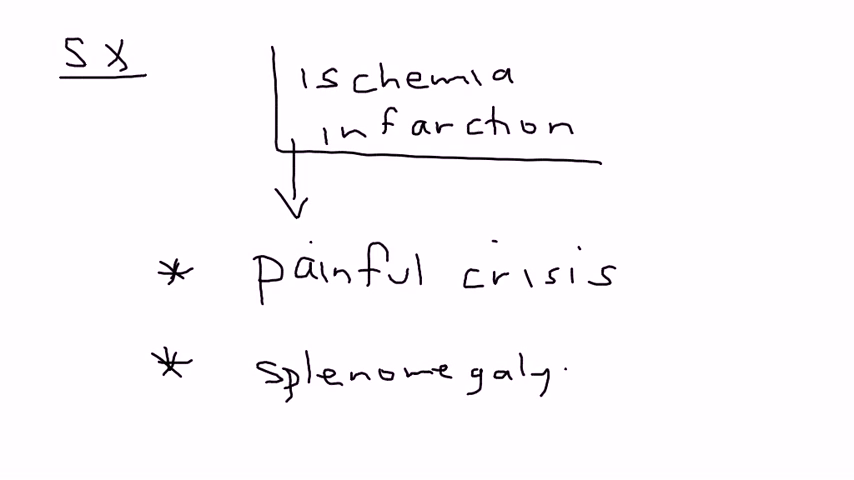 Sx
ischemia
infarction
* painful crisis
* splenomegaly.